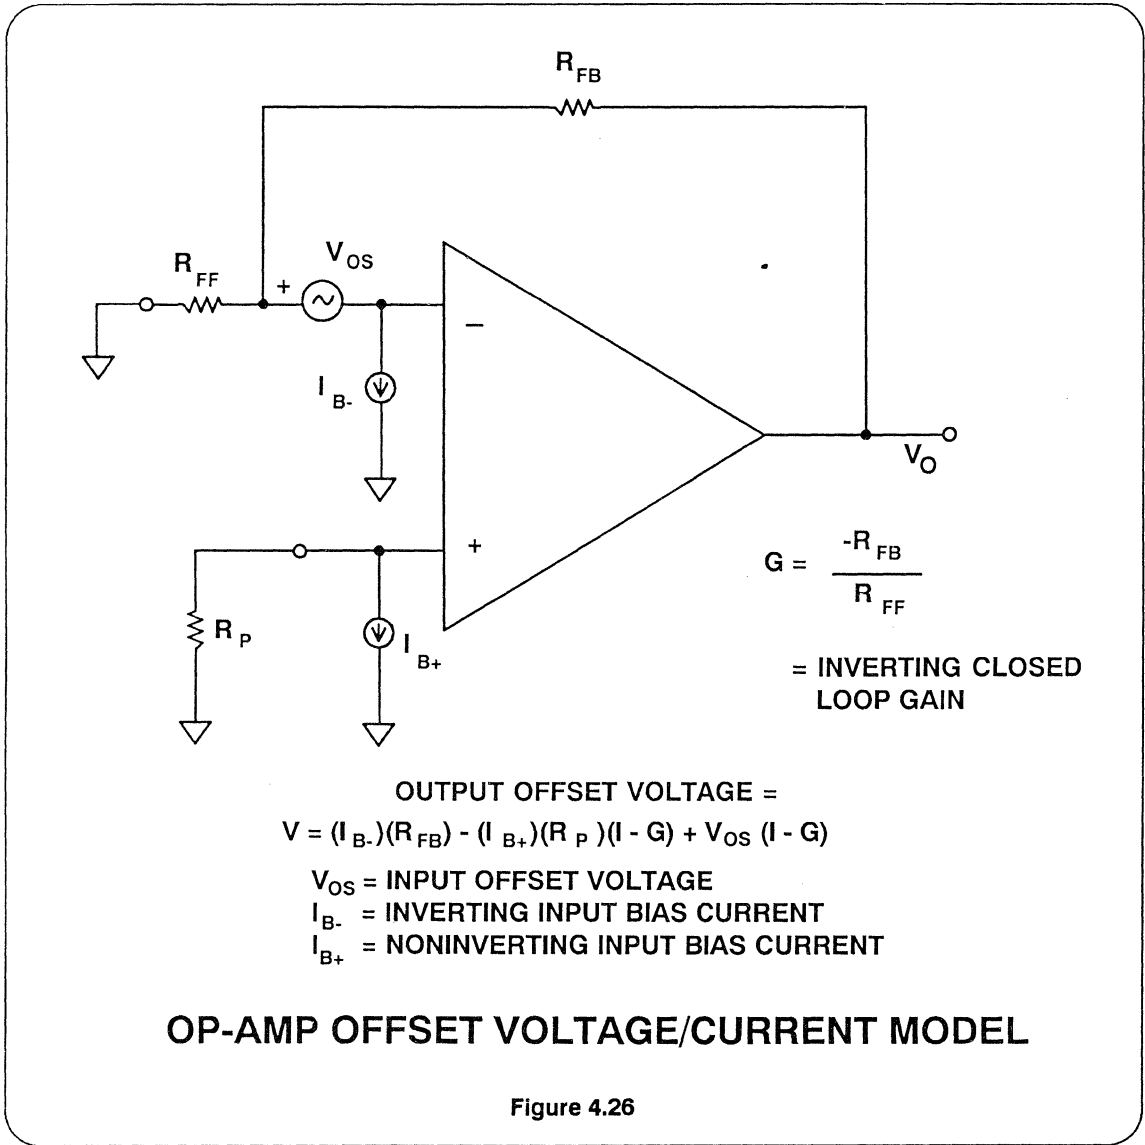 R FB
V OS
R FF
+
−
I B-
V O
+
R P
I B+
G = -R FB
R FF
= INVERTING CLOSED
LOOP GAIN
OUTPUT OFFSET VOLTAGE =
V = (I B-)(R FB) - (I B+)(R P)(I - G) + V OS (I - G)
V OS = INPUT OFFSET VOLTAGE
I B- = INVERTING INPUT BIAS CURRENT
I B+ = NONINVERTING INPUT BIAS CURRENT
OP-AMP OFFSET VOLTAGE/CURRENT MODEL
Figure 4.26